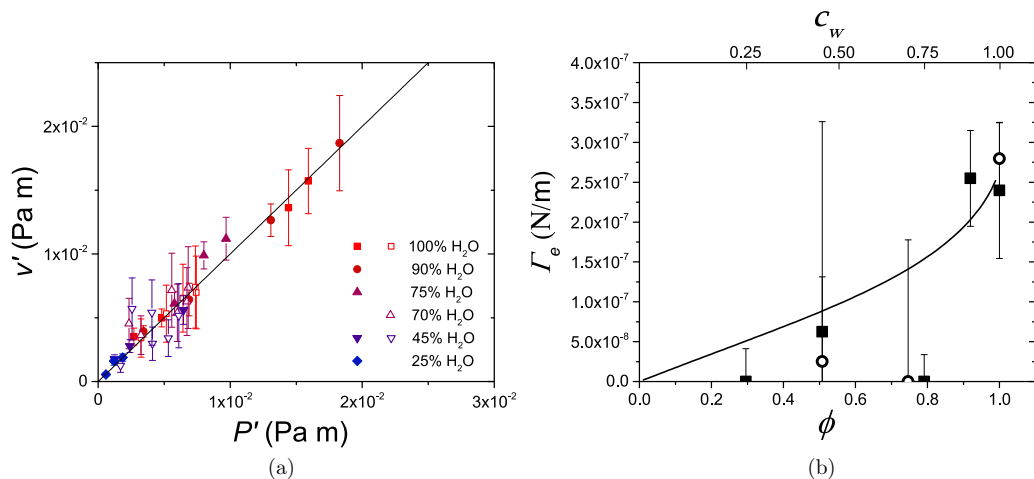 2x10⁻²
1x10⁻²
0
0
1x10⁻²
2x10⁻²
3x10⁻²
v' (Pa m)
P' (Pa m)
100% H₂O
90% H₂O
75% H₂O
70% H₂O
45% H₂O
25% H₂O
(a)
c_w
0.25 0.50 0.75 1.00
4.0x10⁻⁷
3.5x10⁻⁷
3.0x10⁻⁷
2.5x10⁻⁷
2.0x10⁻⁷
1.5x10⁻⁷
1.0x10⁻⁷
5.0x10⁻⁸
0.0
0.0 0.2 0.4 0.6 0.8 1.0
Γₑ (N/m)
ϕ
(b)